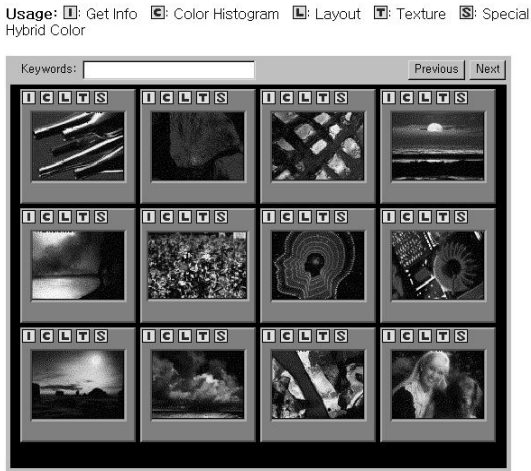 Usage: I: Get Info C: Color Histogram L: Layout T: Texture S: Special
Hybrid Color
Keywords: Previous Next
I C L T S I C L T S I C L T S I C L T S
I C L T S I C L T S I C L T S I C L T S
I C L T S I C L T S I C L T S I C L T S